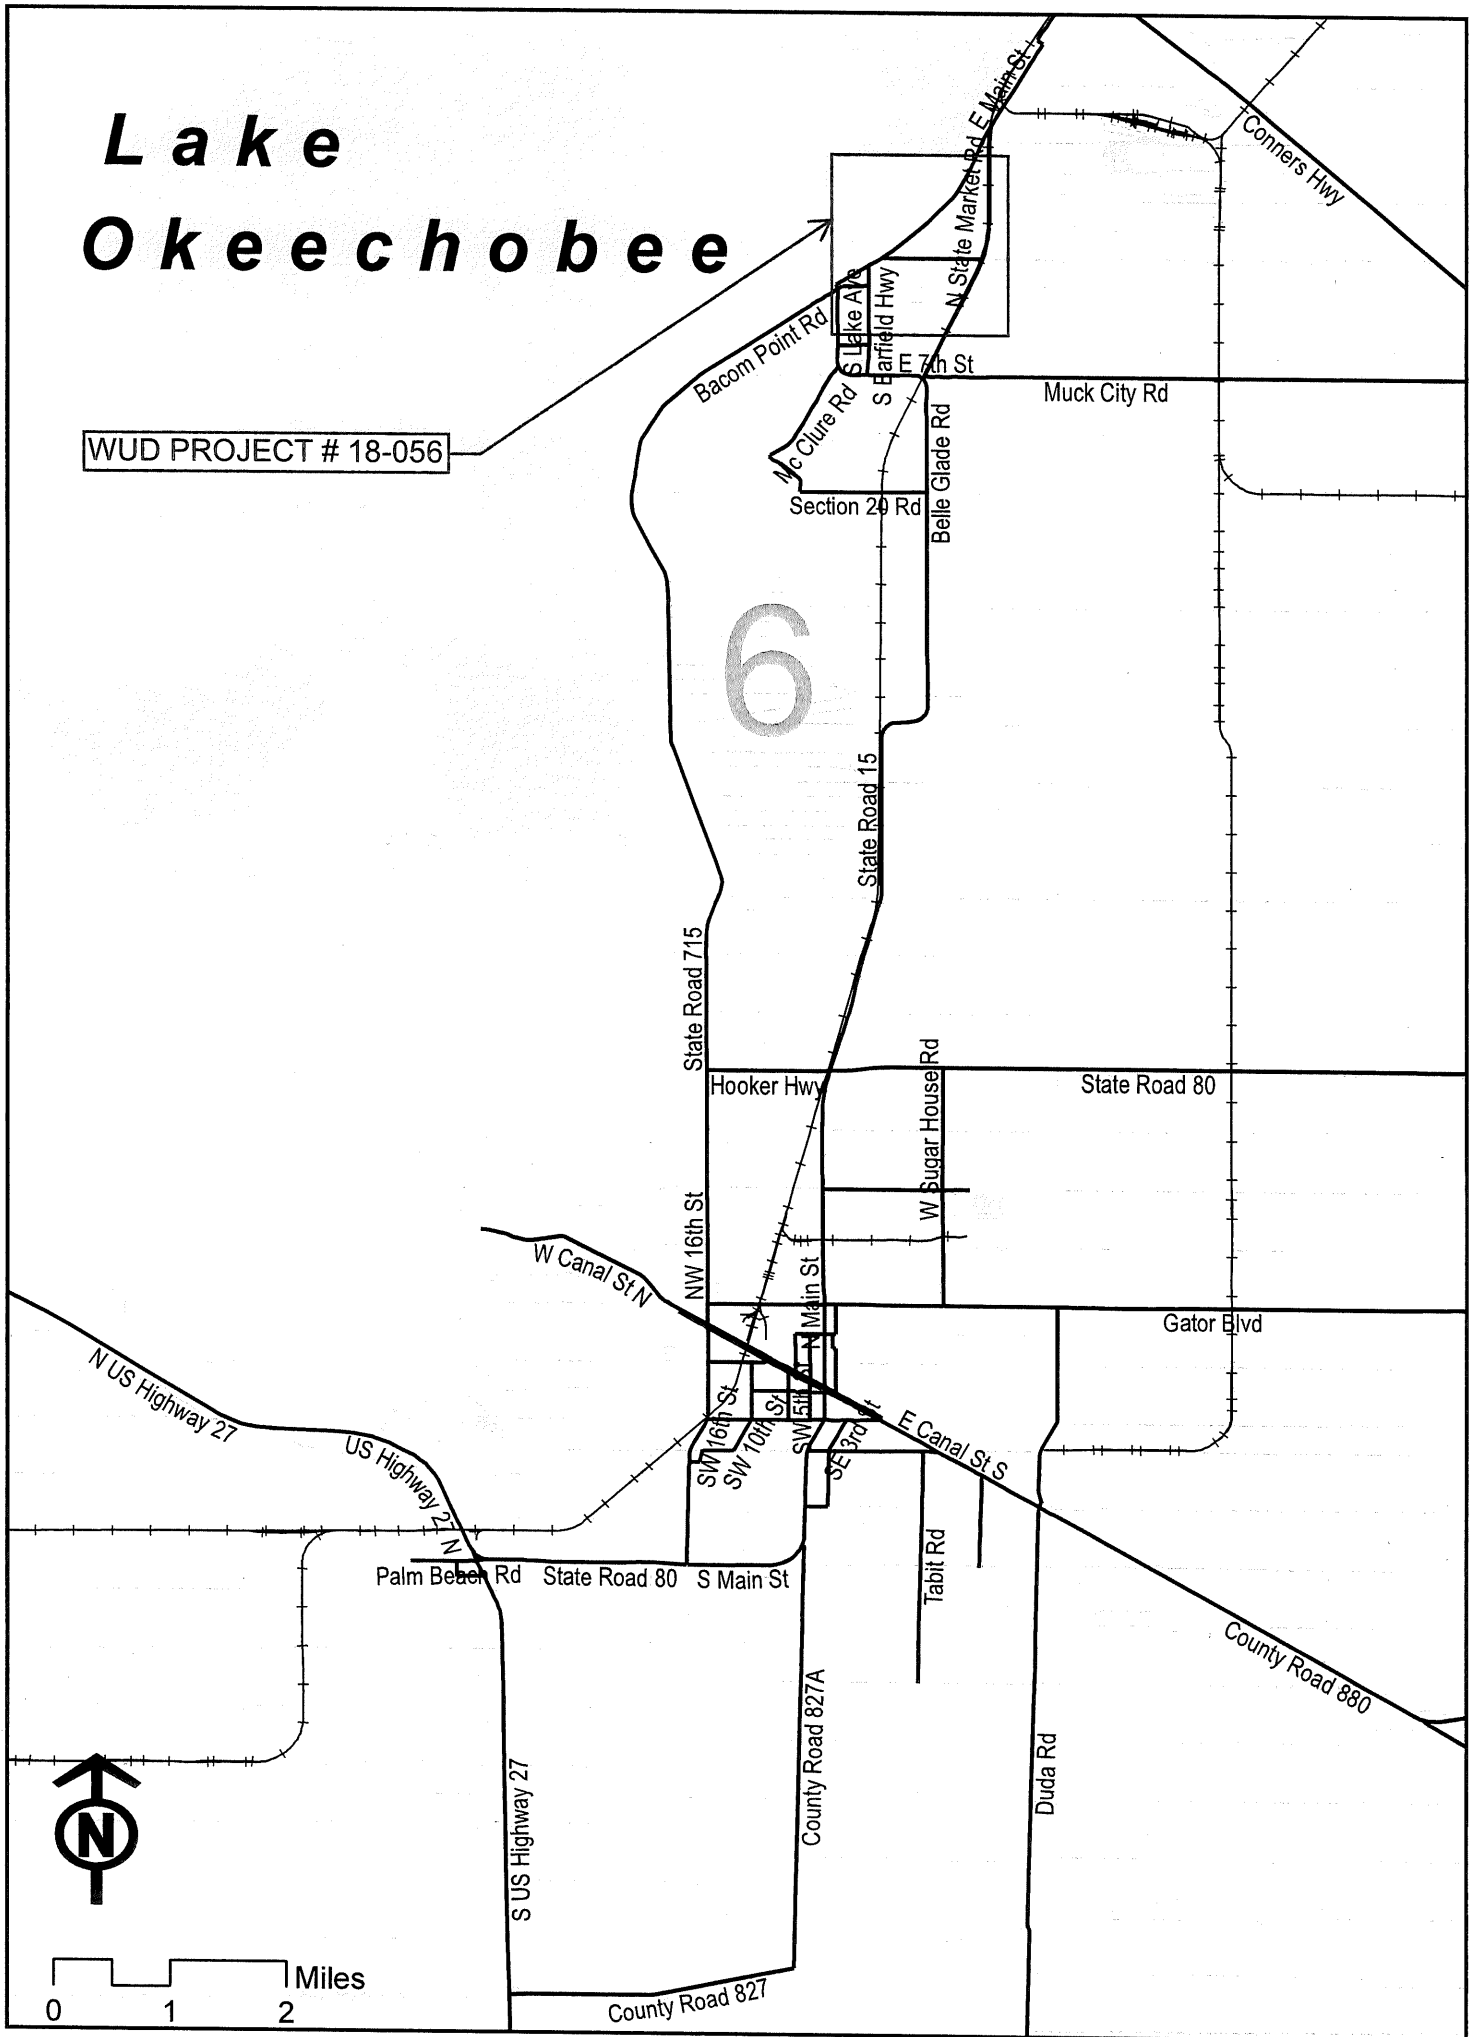 Lake
Okeechobee
E Main St
Conners Hwy
N State Market Rd
S Lake Ave
S Barfield Hwy
Bacom Point Rd
E 7th St
Muck City Rd
WUD PROJECT # 18-056
Mc Clure Rd
Belle Glade Rd
Section 20 Rd
6
State Road 15
State Road 715
Hooker Hwy
W Sugar House Rd
State Road 80
NW 16th St
W Canal St N
N Main St
Gator Blvd
N US Highway 27
US Highway 27 N
SW 16th St
SW 10th St
SW 5th St
SE 3rd St
E Canal St S
Palm Beach Rd
State Road 80
S Main St
Tabit Rd
County Road 880
County Road 827A
Duda Rd
S US Highway 27
N
Miles
0 1 2
County Road 827